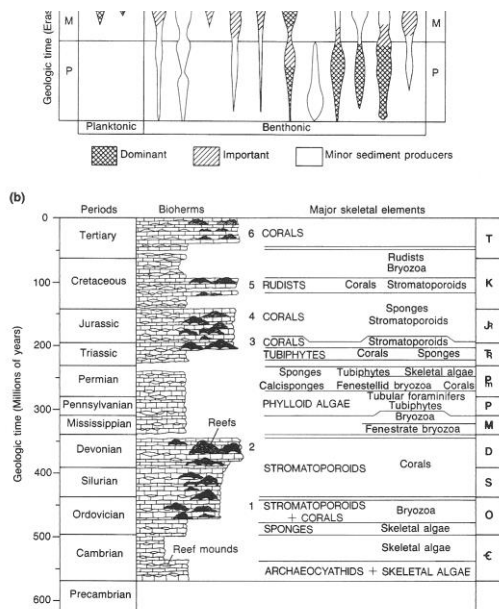 Geologic time (Eras
M
P
M
P
Planktonic
Benthonic
Dominant
Important
Minor sediment producers
(b)
Periods
Bioherms
Major skeletal elements
Geologic time (Millions of years)
0
100
200
300
400
500
600
Tertiary
Cretaceous
Jurassic
Triassic
Permian
Pennsylvanian
Mississippian
Devonian
Silurian
Ordovician
Cambrian
Precambrian
Reefs
Reef mounds
6 CORALS
T
Rudists
Bryozoa
5 RUDISTS Corals Stromatoporoids
K
4 CORALS
Sponges
Stromatoporoids
J
3 CORALS Stromatoporoids
TUBIPHYTES Corals Sponges
Sponges Tubiphytes Skeletal algae
Calcisponges Fenestellid bryozoa Corals
PHYLLOID ALGAE
Tubular foraminifers
Tubiphytes
P
Bryozoa
M
Fenestrate bryozoa
2
STROMATOPOROIDS
Corals
D
S
1 STROMATOPOROIDS
+ CORALS
Bryozoa
O
SPONGES Skeletal algae
Skeletal algae
Є
ARCHAEOCYATHIDS + SKELETAL ALGAE